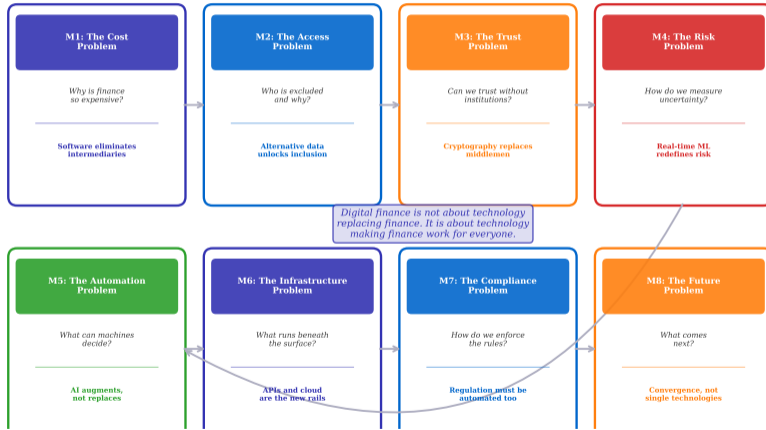 M1: The Cost
Problem
Why is finance
so expensive?
Software eliminates
intermediaries
M2: The Access
Problem
Who is excluded
and why?
Alternative data
unlocks inclusion
M3: The Trust
Problem
Can we trust without
institutions?
Cryptography replaces
middlemen
M4: The Risk
Problem
How do we measure
uncertainty?
Real-time ML
redefines risk
Digital finance is not about technology
replacing finance. It is about technology
making finance work for everyone.
M5: The Automation
Problem
What can machines
decide?
AI augments,
not replaces
M6: The Infrastructure
Problem
What runs beneath
the surface?
APIs and cloud
are the new rails
M7: The Compliance
Problem
How do we enforce
the rules?
Regulation must be
automated too
M8: The Future
Problem
What comes
next?
Convergence, not
single technologies